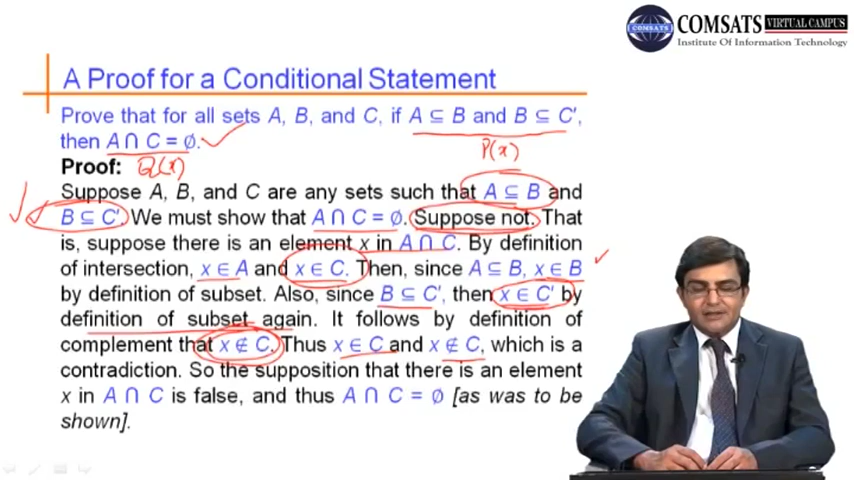 COMSATS VIRTUAL CAMPUS
Institute Of Information Technology
A Proof for a Conditional Statement
Prove that for all sets A, B, and C, if A ⊆ B and B ⊆ C′,
then A ∩ C = ∅.
P(x)
Proof: Q(x)
Suppose A, B, and C are any sets such that A ⊆ B and
B ⊆ C′. We must show that A ∩ C = ∅. Suppose not. That
is, suppose there is an element x in A ∩ C. By definition
of intersection, x ∈ A and x ∈ C. Then, since A ⊆ B, x ∈ B
by definition of subset. Also, since B ⊆ C′, then x ∈ C′ by
definition of subset again. It follows by definition of
complement that x ∉ C. Thus x ∈ C and x ∉ C, which is a
contradiction. So the supposition that there is an element
x in A ∩ C is false, and thus A ∩ C = ∅ [as was to be
shown].